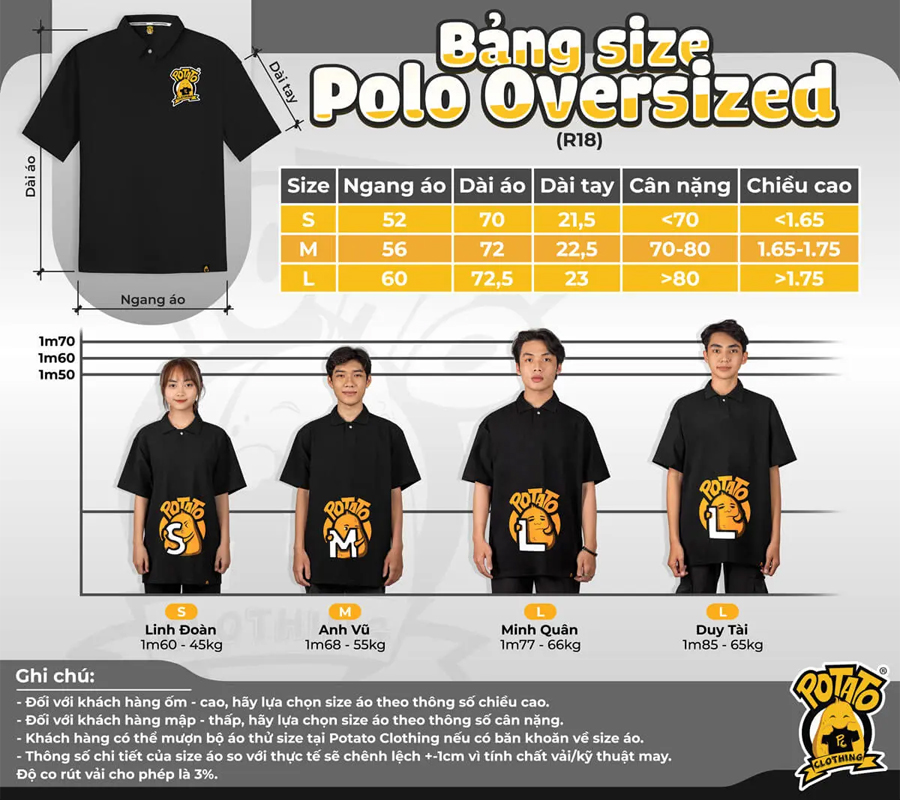 Bảng size
Polo Oversized
(R18)
POTATO
Dài tay
Dài áo
Ngang áo
Size Ngang áo Dài áo Dài tay Cân nặng Chiều cao
S 52 70 21,5 <70 <1.65
M 56 72 22,5 70-80 1.65-1.75
L 60 72,5 23 >80 >1.75
1m70
1m60
1m50
POTATO POTATO POTATO POTATO
S M L L
CLOTHING
S M L L
Linh Đoàn Anh Vũ Minh Quân Duy Tài
1m60 - 45kg 1m68 - 55kg 1m77 - 66kg 1m85 - 65kg
Ghi chú:
- Đối với khách hàng ốm - cao, hãy lựa chọn size áo theo thông số chiều cao.
- Đối với khách hàng mập - thấp, hãy lựa chọn size áo theo thông số cân nặng.
- Khách hàng có thể mượn bộ áo thử size tại Potato Clothing nếu có băn khoăn về size áo.
- Thông số chi tiết của size áo so với thực tế sẽ chênh lệch +-1cm vì tính chất vải/kỹ thuật may.
Độ co rút vải cho phép là 3%.
POTATO®
PC
CLOTHING